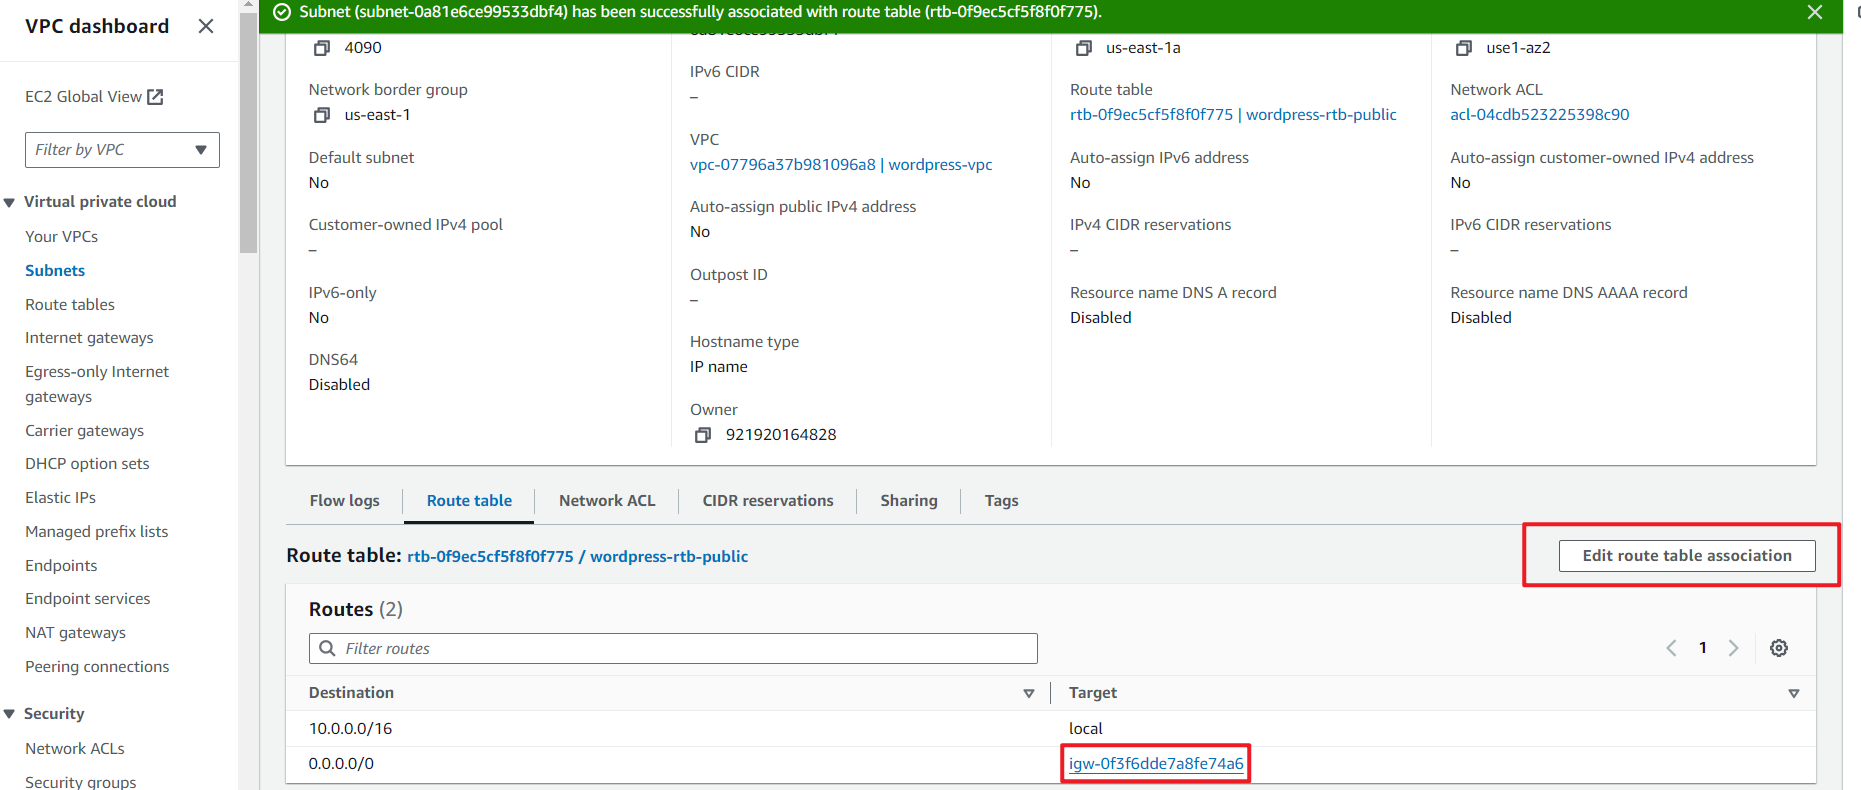 Subnet (subnet-0a81e6ce99533dbf4) has been successfully associated with route table (rtb-0f9ec5cf5f8f0f775).
VPC dashboard
EC2 Global View
Filter by VPC
Virtual private cloud
Your VPCs
Subnets
Route tables
Internet gateways
Egress-only Internet
gateways
Carrier gateways
DHCP option sets
Elastic IPs
Managed prefix lists
Endpoints
Endpoint services
NAT gateways
Peering connections
Security
Network ACLs
Security groups
4090
Network border group
us-east-1
Default subnet
No
Customer-owned IPv4 pool
–
IPv6-only
No
DNS64
Disabled
IPv6 CIDR
–
VPC
vpc-07796a37b981096a8 | wordpress-vpc
Auto-assign public IPv4 address
No
Outpost ID
–
Hostname type
IP name
Owner
921920164828
us-east-1a
Route table
rtb-0f9ec5cf5f8f0f775 | wordpress-rtb-public
Auto-assign IPv6 address
No
IPv4 CIDR reservations
–
Resource name DNS A record
Disabled
use1-az2
Network ACL
acl-04cdb523225398c90
Auto-assign customer-owned IPv4 address
No
IPv6 CIDR reservations
–
Resource name DNS AAAA record
Disabled
Flow logs
Route table
Network ACL
CIDR reservations
Sharing
Tags
Route table: rtb-0f9ec5cf5f8f0f775 / wordpress-rtb-public
Edit route table association
Routes (2)
Filter routes
1
Destination
Target
10.0.0.0/16
local
0.0.0.0/0
igw-0f3f6dde7a8fe74a6